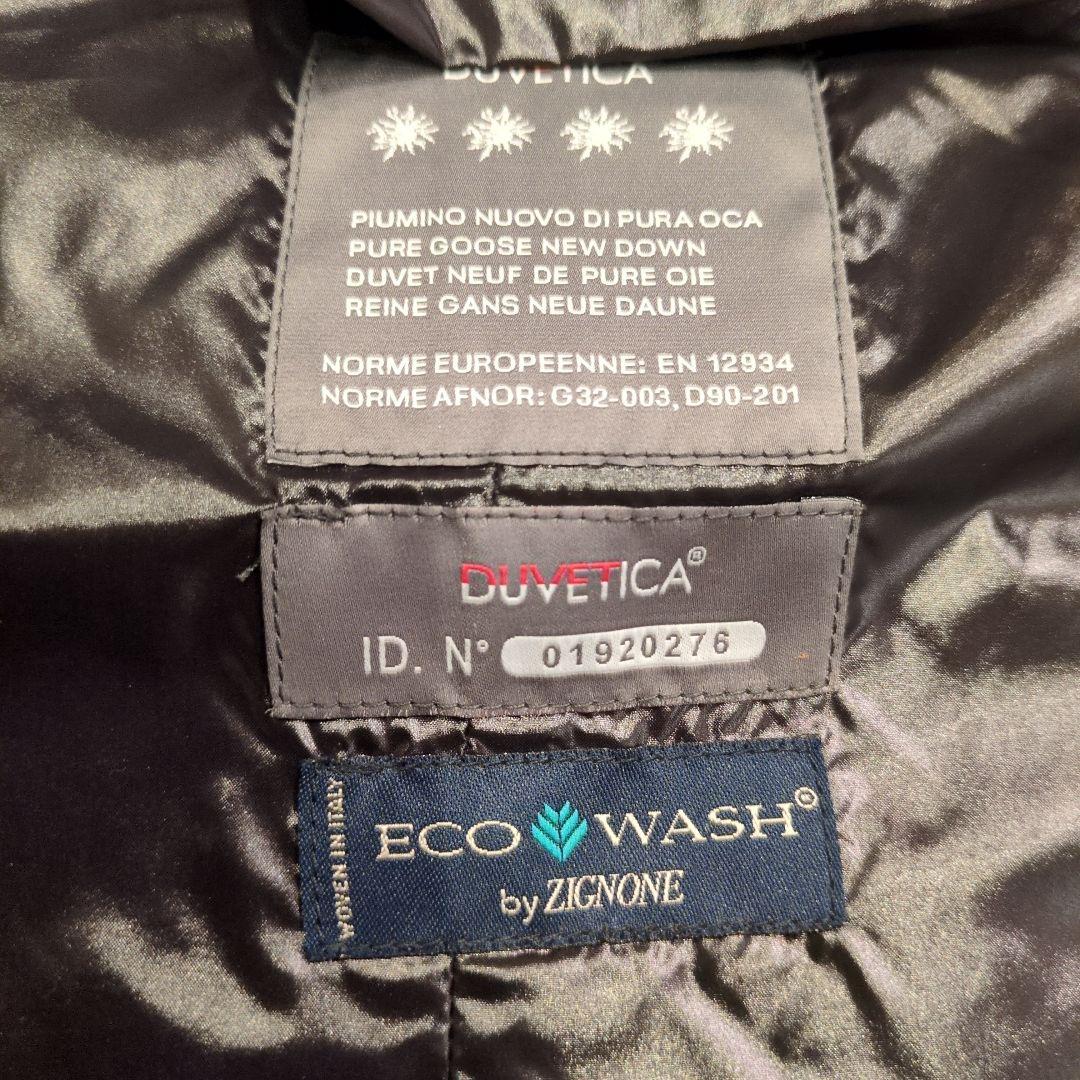 DUVETICA
PIUMINO NUOVO DI PURA OCA
PURE GOOSE NEW DOWN
DUVET NEUF DE PURE OIE
REINE GANS NEUE DAUNE
NORME EUROPEENNE: EN 12934
NORME AFNOR: G32-003, D90-201
DUVETICA®
ID. N° 01920276
WOVEN IN ITALY
ECO WASH®
by ZIGNONE